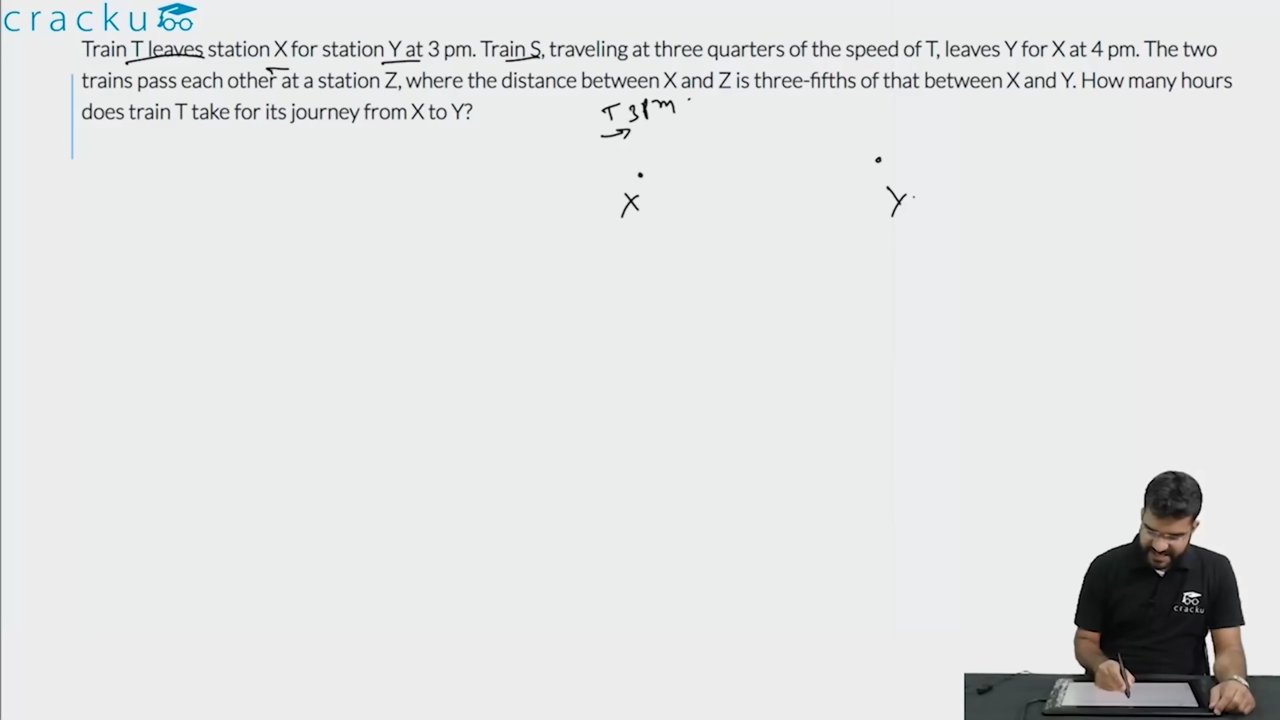 cracku
Train T leaves station X for station Y at 3 pm. Train S, traveling at three quarters of the speed of T, leaves Y for X at 4 pm. The two
trains pass each other at a station Z, where the distance between X and Z is three-fifths of that between X and Y. How many hours
does train T take for its journey from X to Y?
T 3pm
X Y
cracku